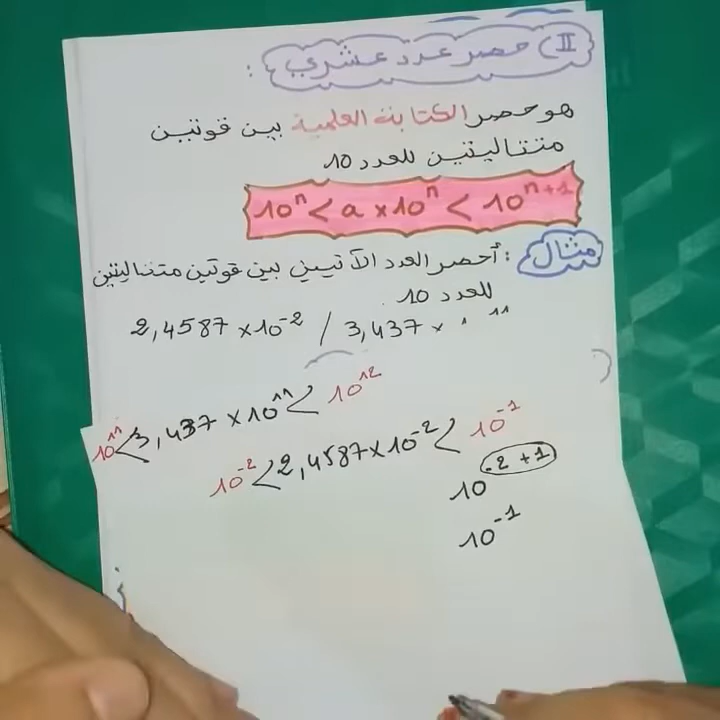 II) حصر عدد عشري :
هو حصر الكتابة العلمية بين قوتين
متتاليتين للعدد 10
10ⁿ < a × 10ⁿ < 10ⁿ⁺¹
مثال : أحصر العدد الآتيين بين قوتين متتاليتين
للعدد 10
2,4587 × 10⁻² / 3,437 × ¹¹
10¹¹ < 3,437 × 10¹¹ < 10¹²
10⁻² < 2,4587 × 10⁻² < 10⁻¹
10⁻²⁺¹
10⁻¹